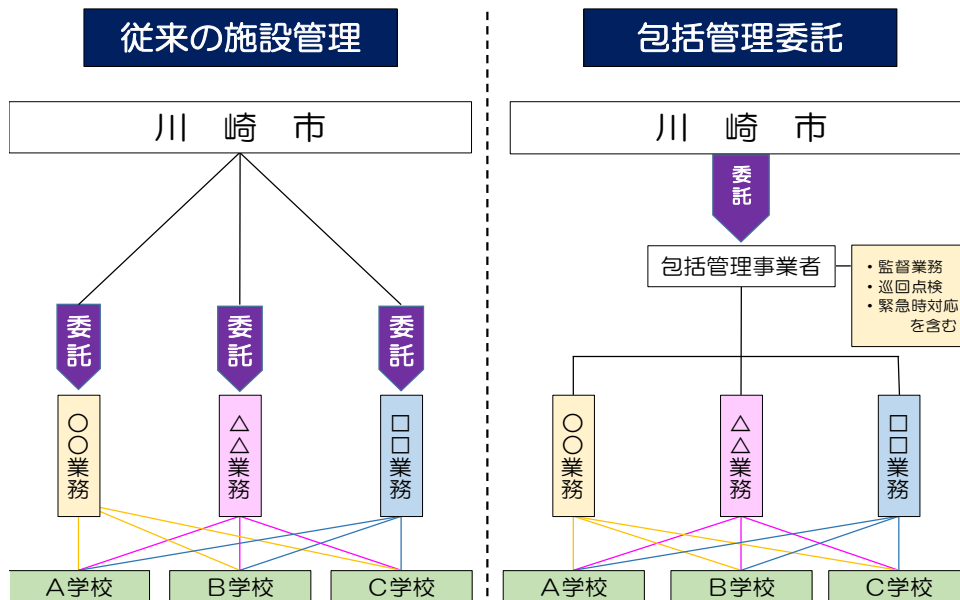 従来の施設管理
川崎市
委託
委託
委託
〇〇業務
△△業務
□□業務
A学校
B学校
C学校
包括管理委託
川崎市
委託
包括管理事業者
・監督業務
・巡回点検
・緊急時対応
を含む
〇〇業務
△△業務
□□業務
A学校
B学校
C学校